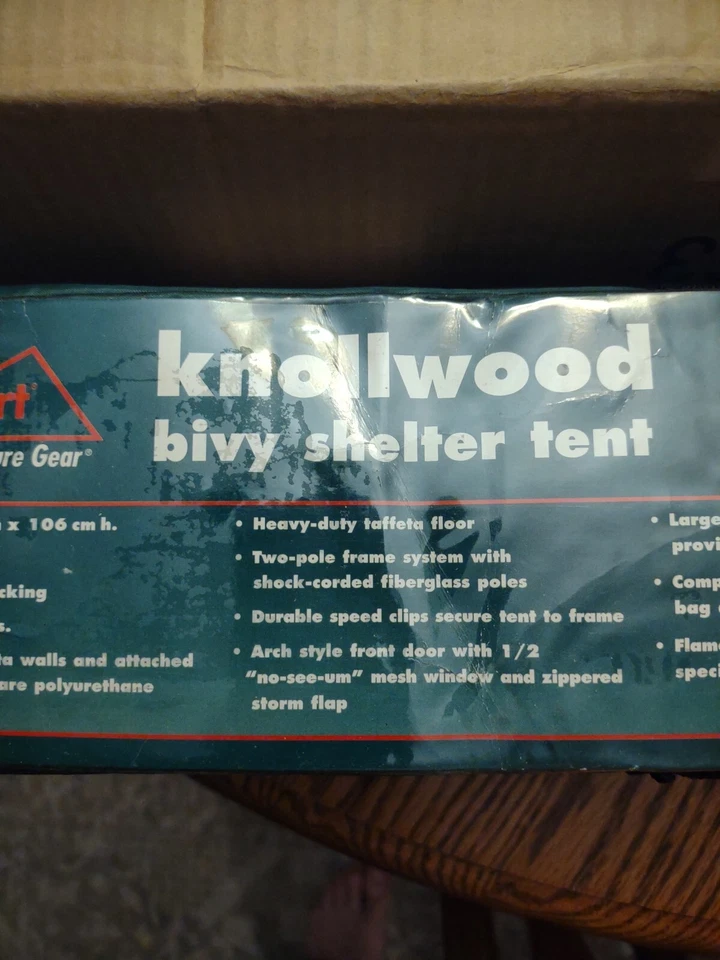 knollwood
bivy shelter tent
rt
ure Gear®
x 106 cm h.
cking
s.
ta walls and attached
are polyurethane
• Heavy-duty taffeta floor
• Two-pole frame system with
shock-corded fiberglass poles
• Durable speed clips secure tent to frame
• Arch style front door with 1/2
“no-see-um” mesh window and zippered
storm flap
• Large
provi
• Comp
bag
• Flam
speci